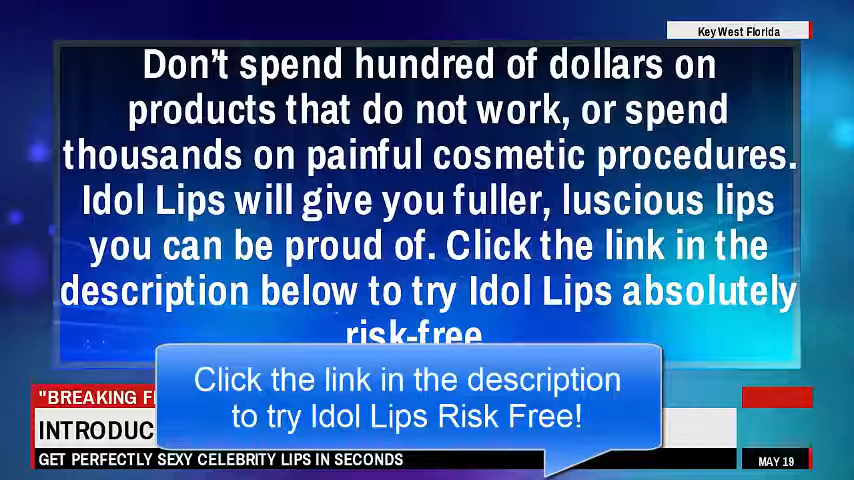 Key West Florida
Don't spend hundred of dollars on
products that do not work, or spend
thousands on painful cosmetic procedures.
Idol Lips will give you fuller, luscious lips
you can be proud of. Click the link in the
description below to try Idol Lips absolutely
risk-free
Click the link in the description
to try Idol Lips Risk Free!
"BREAKING
GET PERFECTLY SEXY CELEBRITY LIPS IN SECONDS
MAY 19